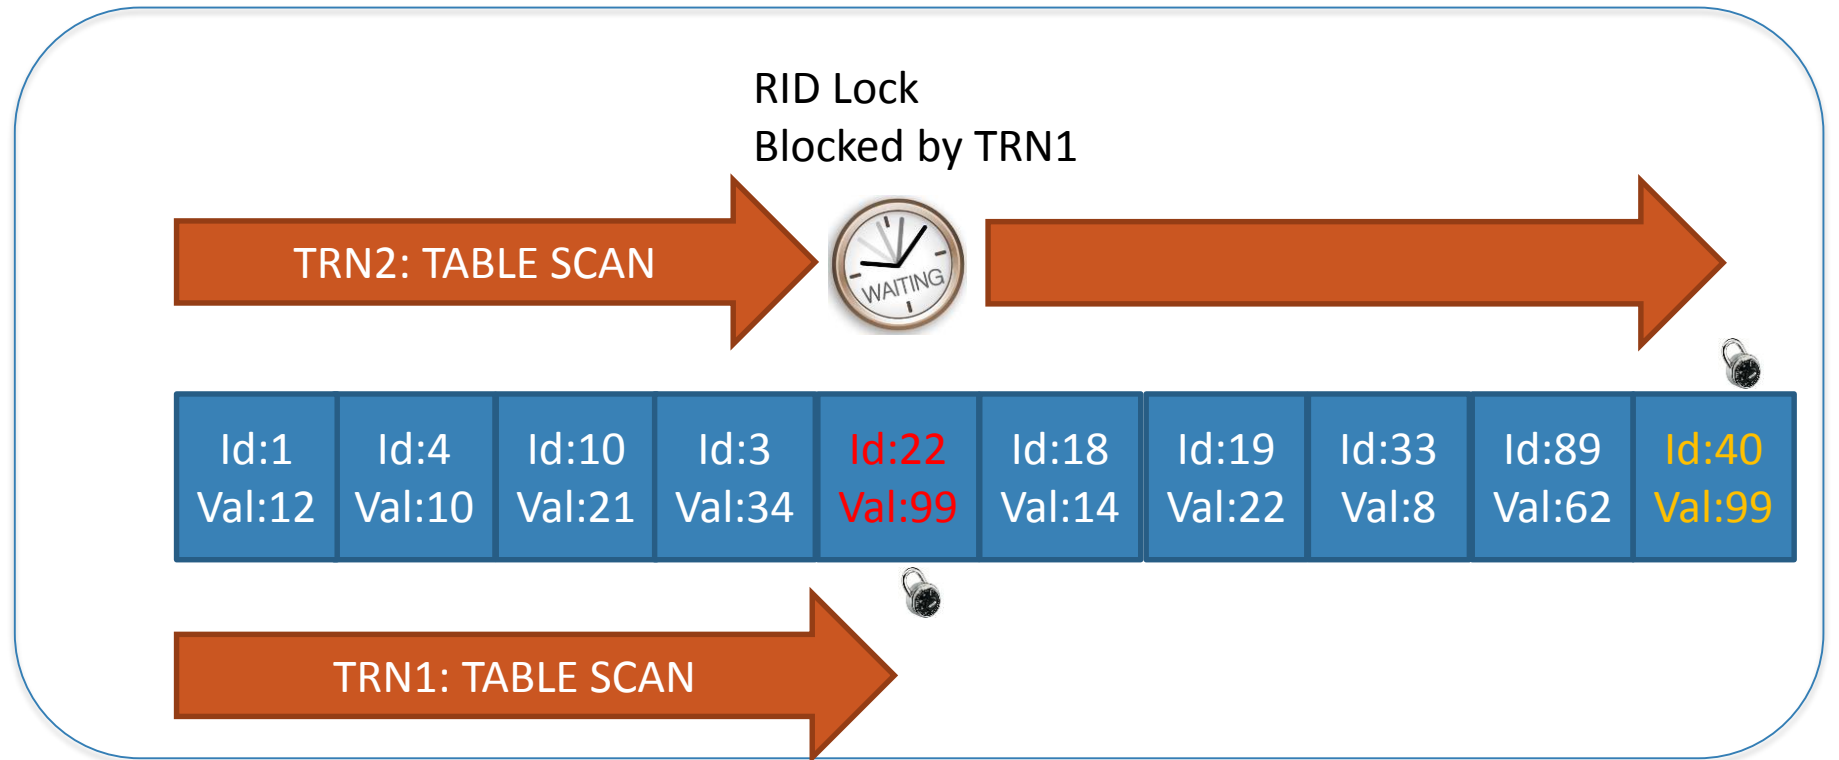 RID Lock
Blocked by TRN1
TRN2: TABLE SCAN
WAITING
Id:1 Id:4 Id:10 Id:3 Id:22 Id:18 Id:19 Id:33 Id:89 Id:40
Val:12 Val:10 Val:21 Val:34 Val:99 Val:14 Val:22 Val:8 Val:62 Val:99
TRN1: TABLE SCAN